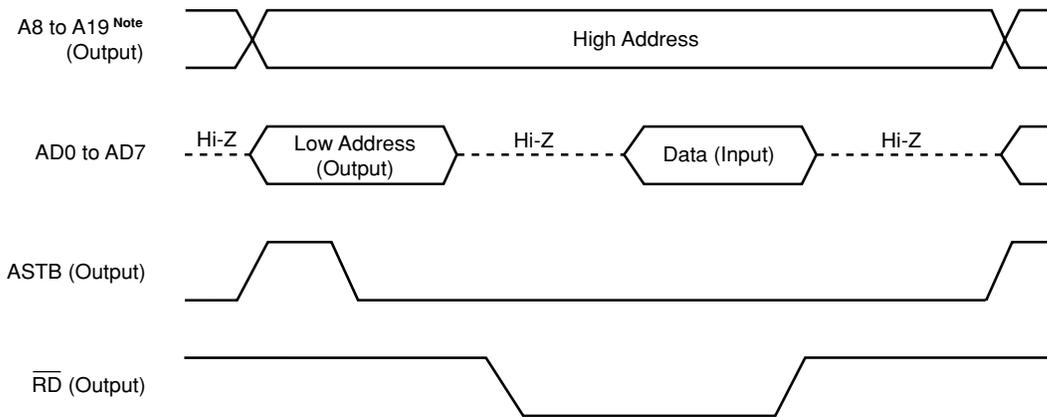 A8 to A19 Note
(Output)
High Address
AD0 to AD7
Hi-Z
Low Address
(Output)
Hi-Z
Data (Input)
Hi-Z
ASTB (Output)
RD (Output)